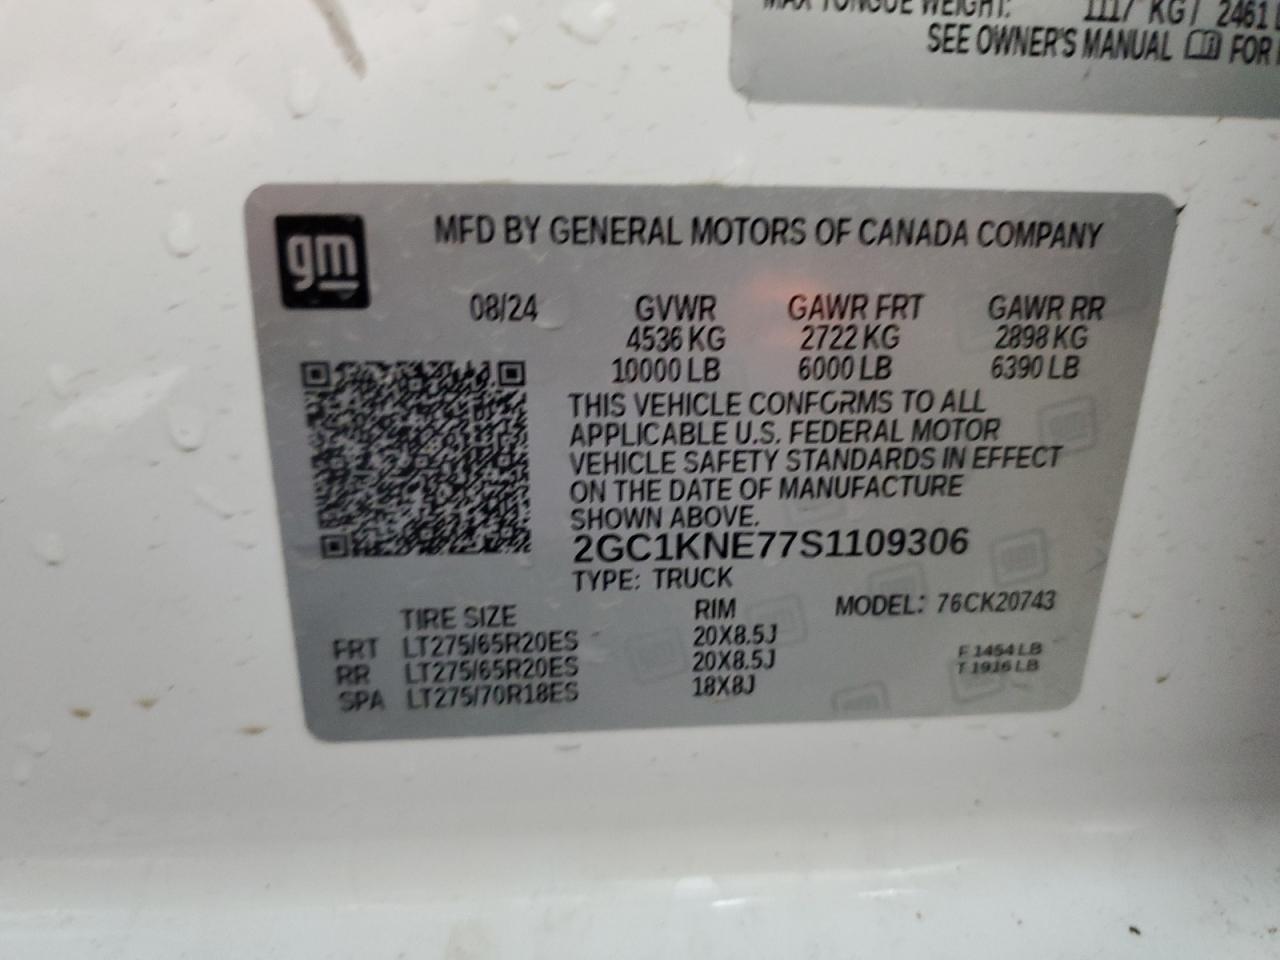 MAX TONGUE WEIGHT: 1117 KG / 2461
SEE OWNER'S MANUAL FOR
gm
MFD BY GENERAL MOTORS OF CANADA COMPANY
08/24 GVWR GAWR FRT GAWR RR
4536 KG 2722 KG 2898 KG
10000 LB 6000 LB 6390 LB
THIS VEHICLE CONFORMS TO ALL
APPLICABLE U.S. FEDERAL MOTOR
VEHICLE SAFETY STANDARDS IN EFFECT
ON THE DATE OF MANUFACTURE
SHOWN ABOVE.
2GC1KNE77S1109306
TYPE: TRUCK
TIRE SIZE RIM MODEL: 76CK20743
FRT LT275/65R20ES 20X8.5J
RR LT275/65R20ES 20X8.5J
SPA LT275/70R18ES 18X8J
F 1454 LB
T 1916 LB